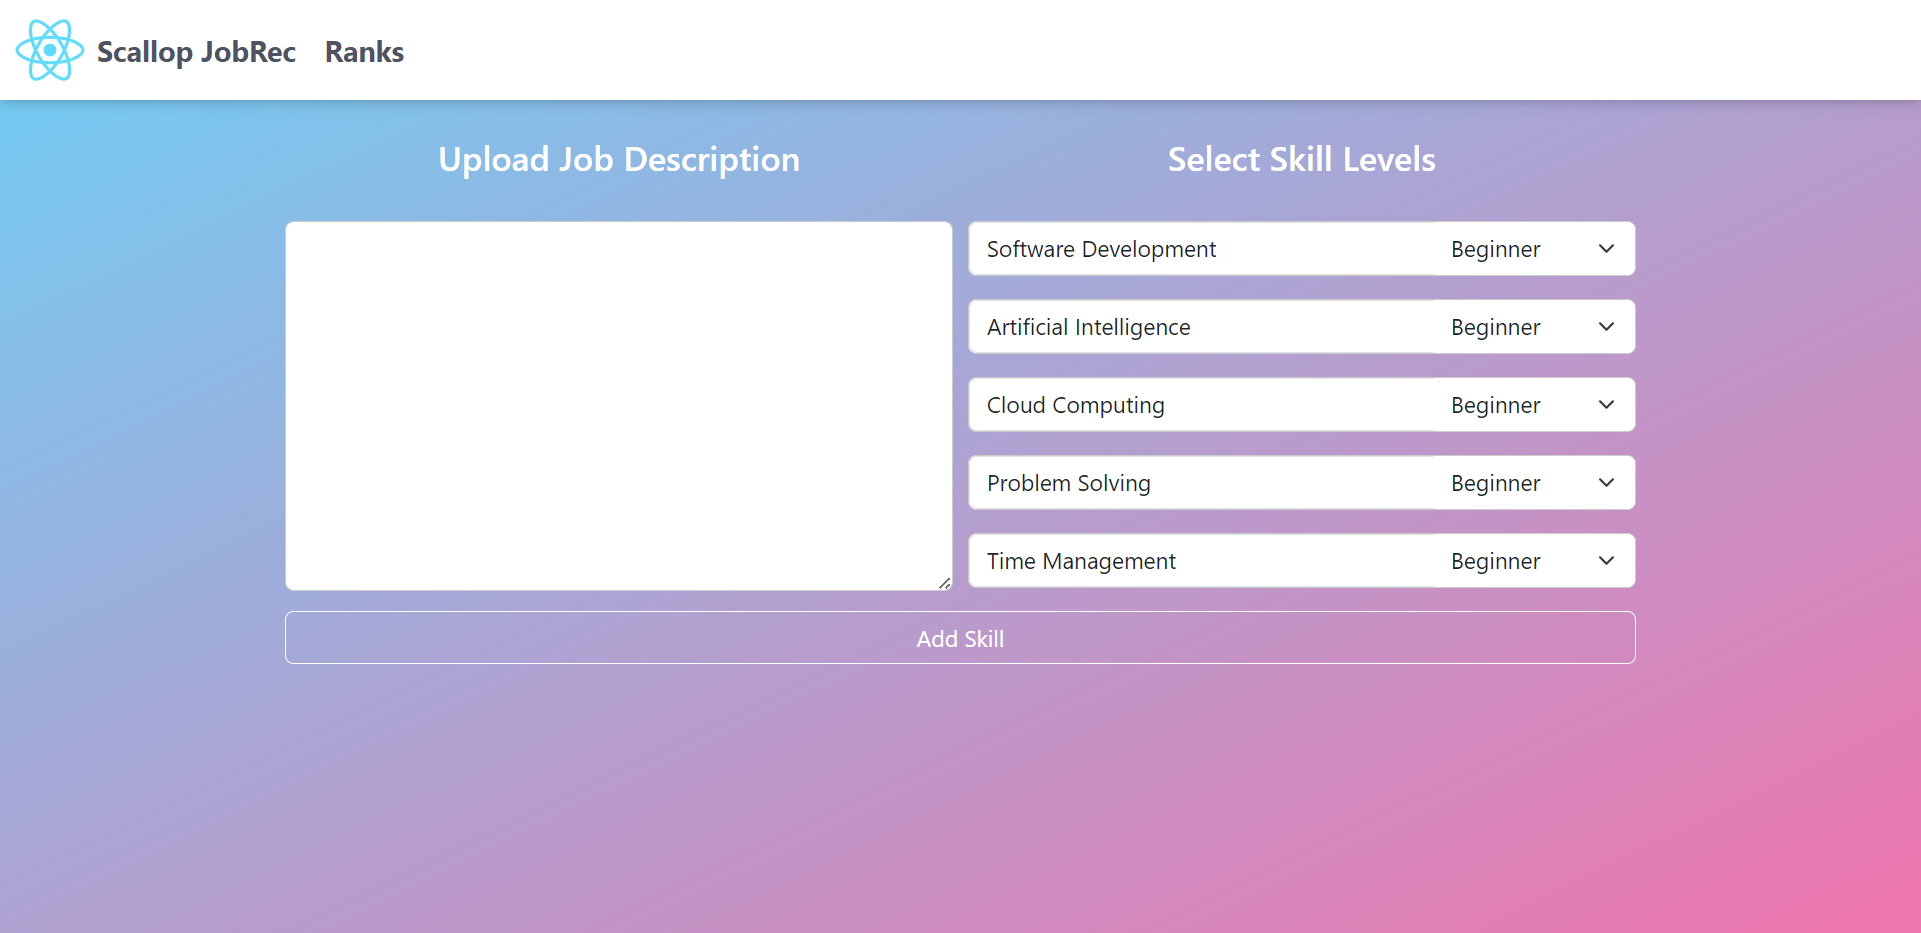 Scallop JobRec Ranks
Upload Job Description
Select Skill Levels
Software Development Beginner
Artificial Intelligence Beginner
Cloud Computing Beginner
Problem Solving Beginner
Time Management Beginner
Add Skill